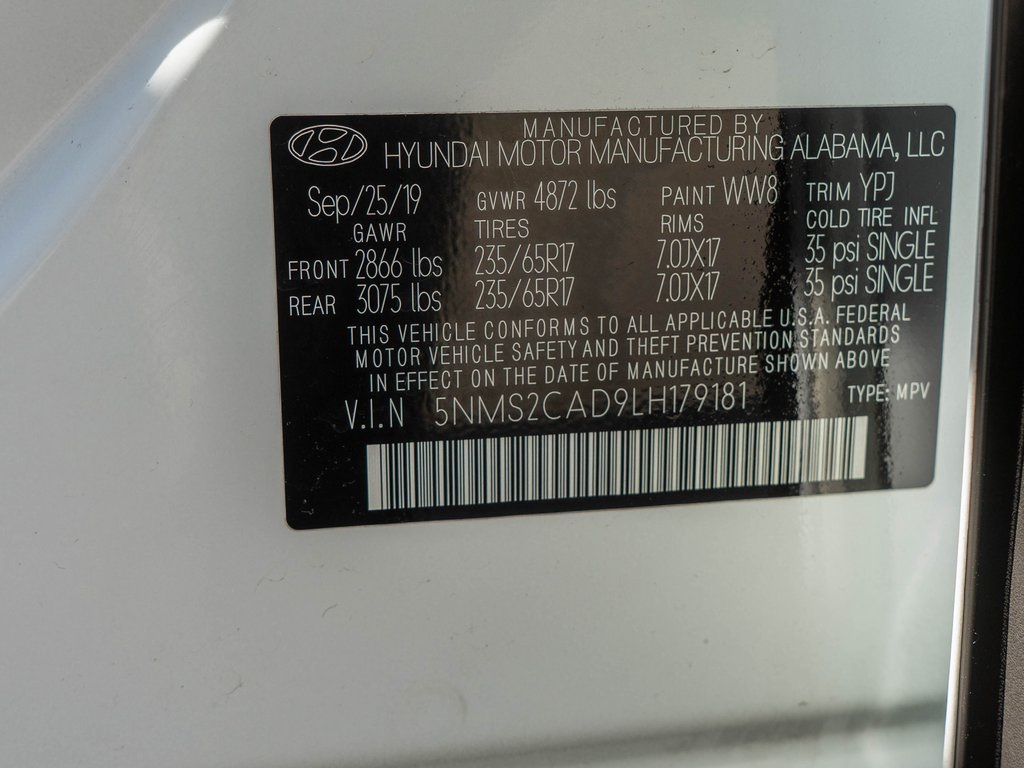 MANUFACTURED BY
HYUNDAI MOTOR MANUFACTURING ALABAMA, LLC
Sep/25/19 GVWR 4872 lbs PAINT WW8 TRIM YPJ
GAWR TIRES RIMS COLD TIRE INFL
FRONT 2866 lbs 235/65R17 7.0JX17 35 psi SINGLE
REAR 3075 lbs 235/65R17 7.0JX17 35 psi SINGLE
THIS VEHICLE CONFORMS TO ALL APPLICABLE U.S.A. FEDERAL
MOTOR VEHICLE SAFETY AND THEFT PREVENTION STANDARDS
IN EFFECT ON THE DATE OF MANUFACTURE SHOWN ABOVE
V.I.N 5NMS2CAD9LH179181 TYPE: MPV